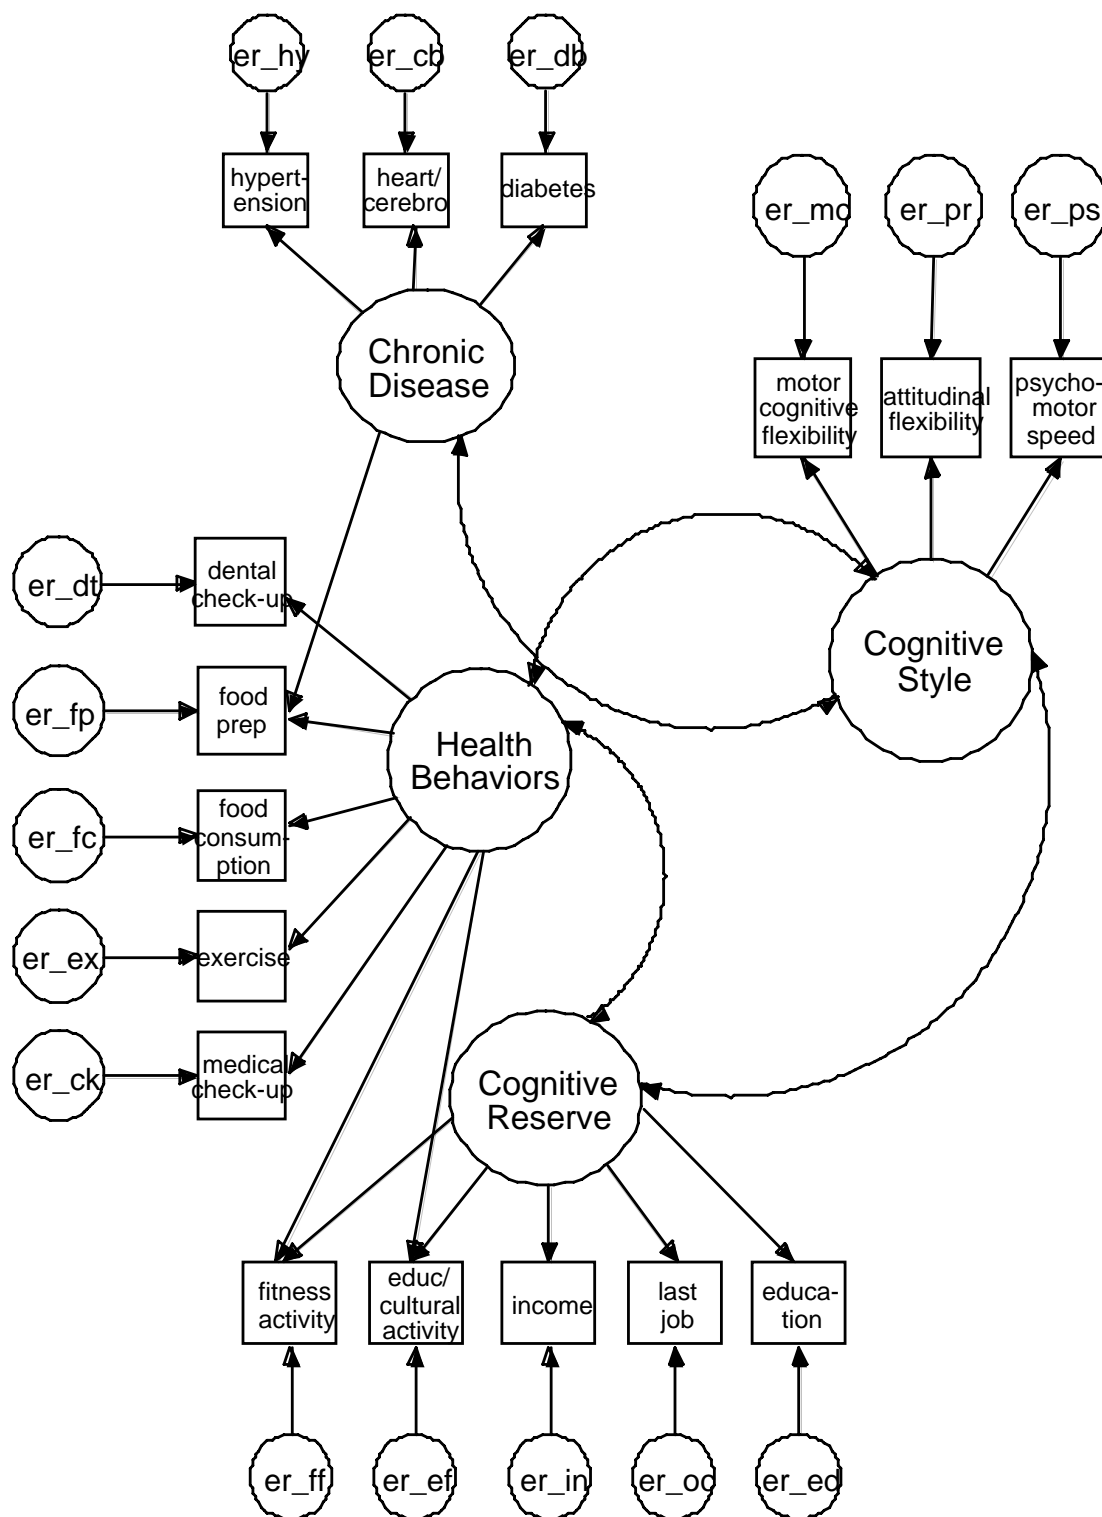 er_hy
er_cb
er_db
hypert-
ension
heart/
cerebro
diabetes
er_mc
er_pr
er_ps
Chronic
Disease
motor
cognitive
flexibility
attitudinal
flexibility
psycho-
motor
speed
er_dt
dental
check-up
Cognitive
Style
er_fp
food
prep
Health
Behaviors
er_fc
food
consum-
ption
er_ex
exercise
er_ck
medical
check-up
Cognitive
Reserve
fitness
activity
educ/
cultural
activity
income
last
job
educa-
tion
er_ff
er_ef
er_in
er_oc
er_ed